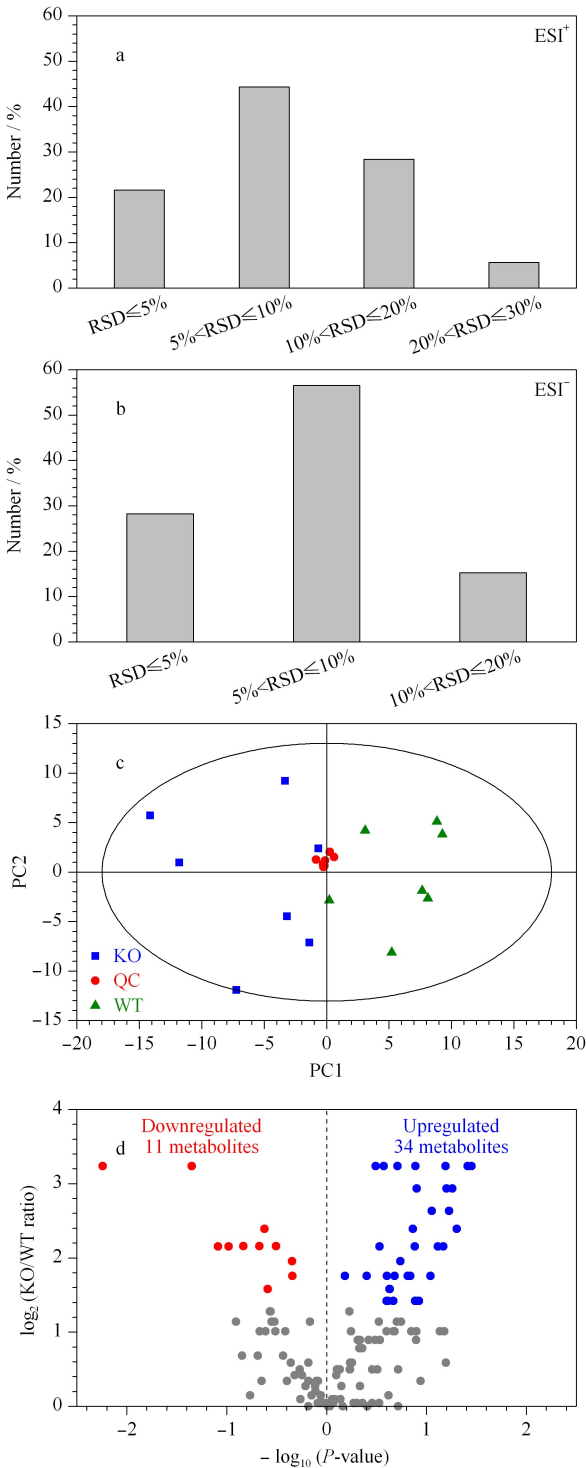 60
50
40
30
20
10
0
Number / %
a
ESI⁺
RSD≤5%
5%<RSD≤10%
10%<RSD≤20%
20%<RSD≤30%
60
50
40
30
20
10
0
Number / %
b
ESI⁻
RSD≤5%
5%<RSD≤10%
10%<RSD≤20%
15
10
5
0
−5
−10
−15
PC2
c
KO
QC
WT
−20
−15
−10
−5
0
5
10
15
20
PC1
4
3
2
1
0
log₂ (KO/WT ratio)
d
Downregulated
11 metabolites
Upregulated
34 metabolites
−2
−1
0
1
2
− log₁₀ (P-value)